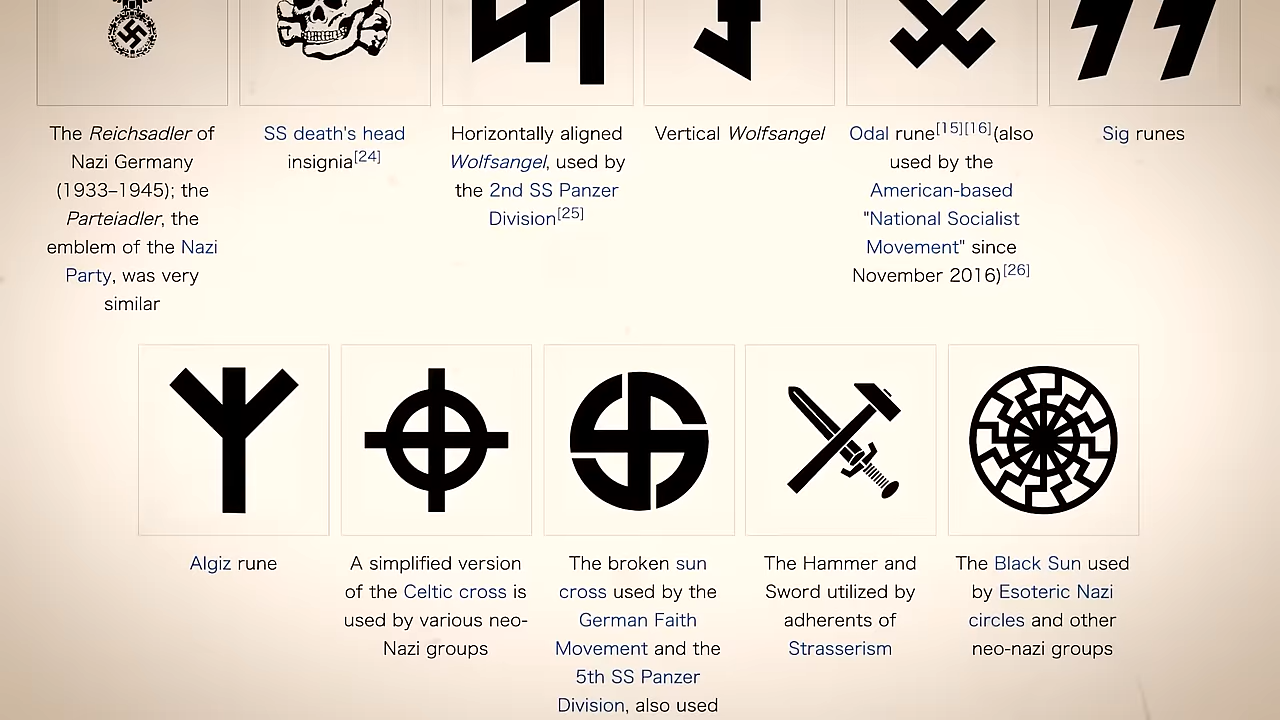 The Reichsadler of
Nazi Germany
(1933–1945); the
Parteiadler, the
emblem of the Nazi
Party, was very
similar
SS death's head
insignia[24]
Horizontally aligned
Wolfsangel, used by
the 2nd SS Panzer
Division[25]
Vertical Wolfsangel
Odal rune[15][16](also
used by the
American-based
"National Socialist
Movement" since
November 2016)[26]
Sig runes
Algiz rune
A simplified version
of the Celtic cross is
used by various neo-
Nazi groups
The broken sun
cross used by the
German Faith
Movement and the
5th SS Panzer
Division, also used
The Hammer and
Sword utilized by
adherents of
Strasserism
The Black Sun used
by Esoteric Nazi
circles and other
neo-nazi groups